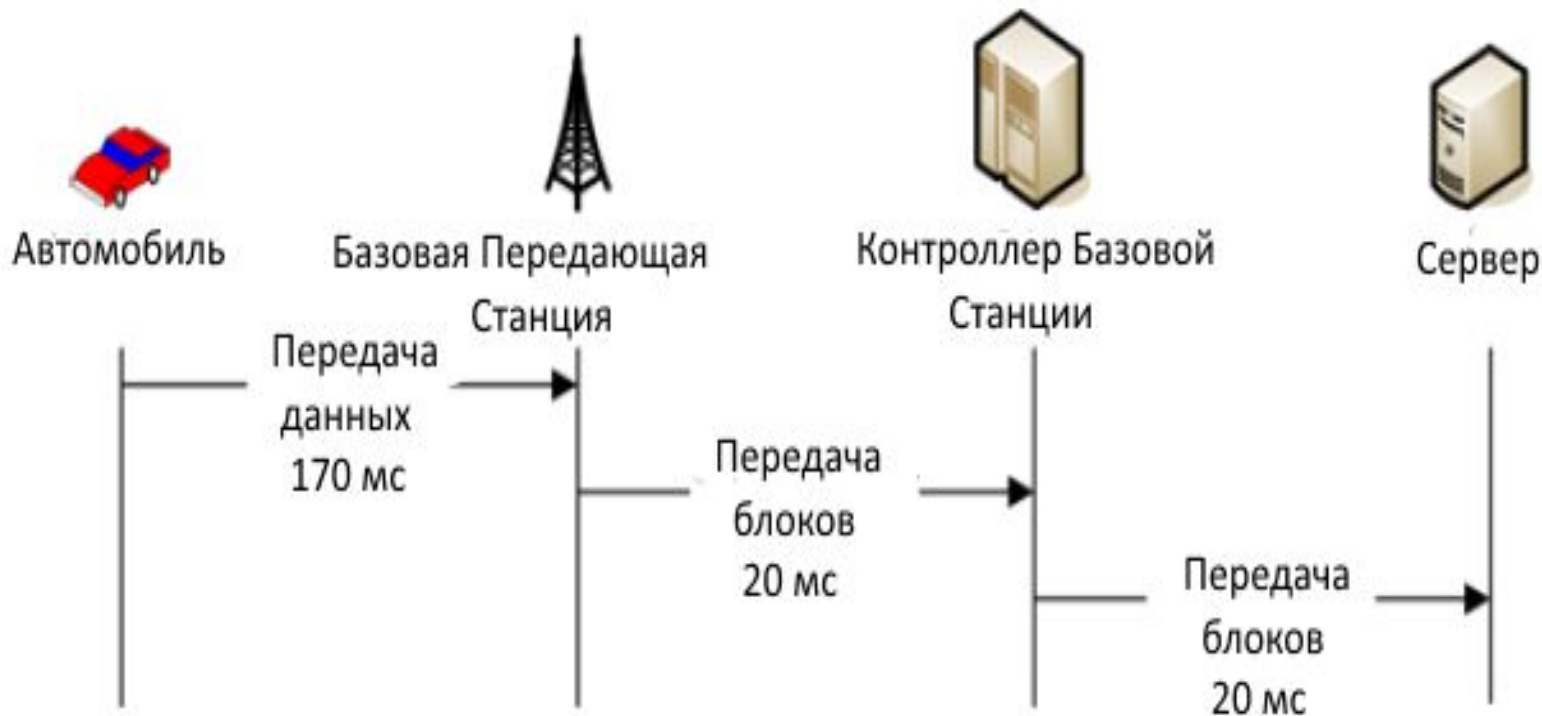 Автомобиль
Базовая Передающая
Станция
Контроллер Базовой
Станции
Сервер
Передача
данных
170 мс
Передача
блоков
20 мс
Передача
блоков
20 мс